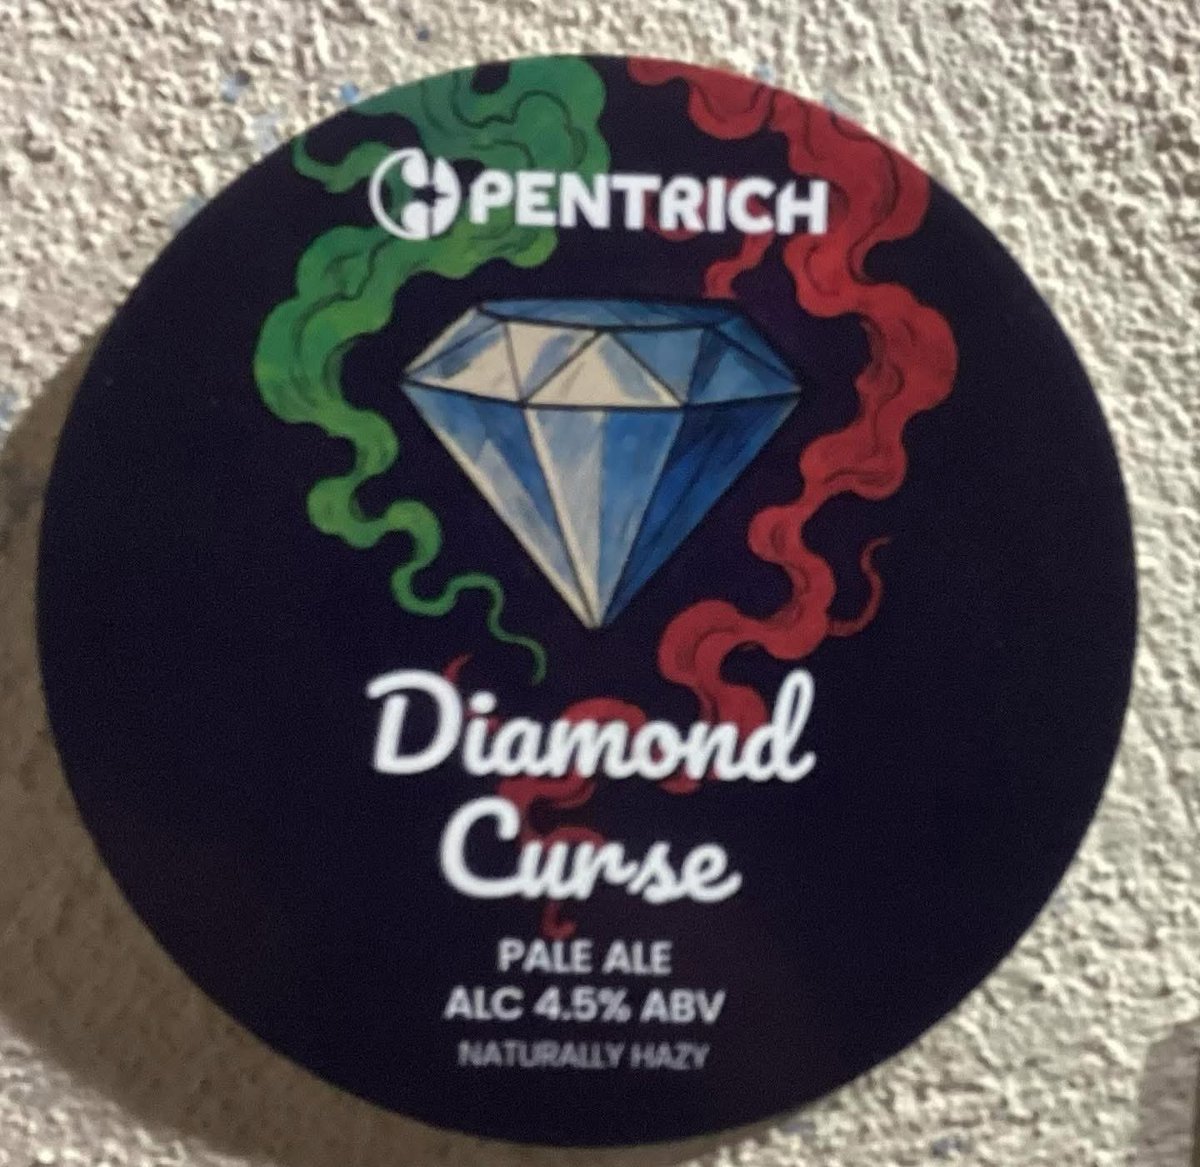 PENTRICH
Diamond
Curse
PALE ALE
ALC 4.5% ABV
NATURALLY HAZY